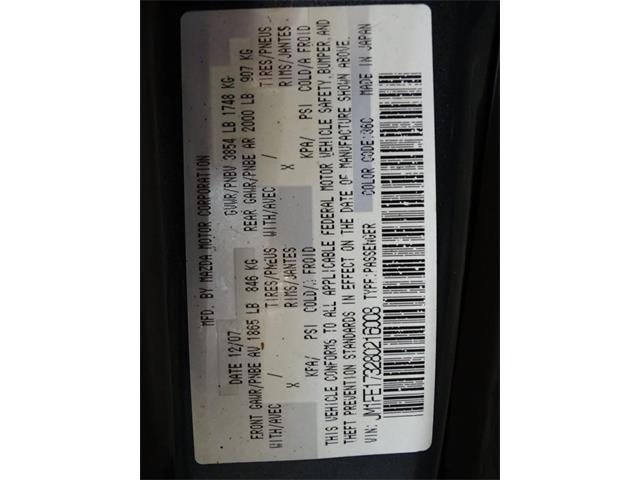 MFD. BY MAZDA MOTOR CORPORATION
DATE 12/07 GVWR/PNBV 3854 LB 1748 KG
FRONT GAWR/PNBE AV 1865 LB 846 KG REAR GAWR/PNBE AR 2000 LB 907 KG
WITH/AVEC TIRES/PNEUS WITH/AVEC TIRES/PNEUS
X RIMS/JANTES X RIMS/JANTES
KPA/ PSI COLD/A FROID KPA/ PSI COLD/A FROID
THIS VEHICLE CONFORMS TO ALL APPLICABLE FEDERAL MOTOR VEHICLE SAFETY, BUMPER, AND
THEFT PREVENTION STANDARDS IN EFFECT ON THE DATE OF MANUFACTURE SHOWN ABOVE.
VIN: JM1FE173280216008 TYPE:PASSENGER COLOR CODE:36C MADE IN JAPAN